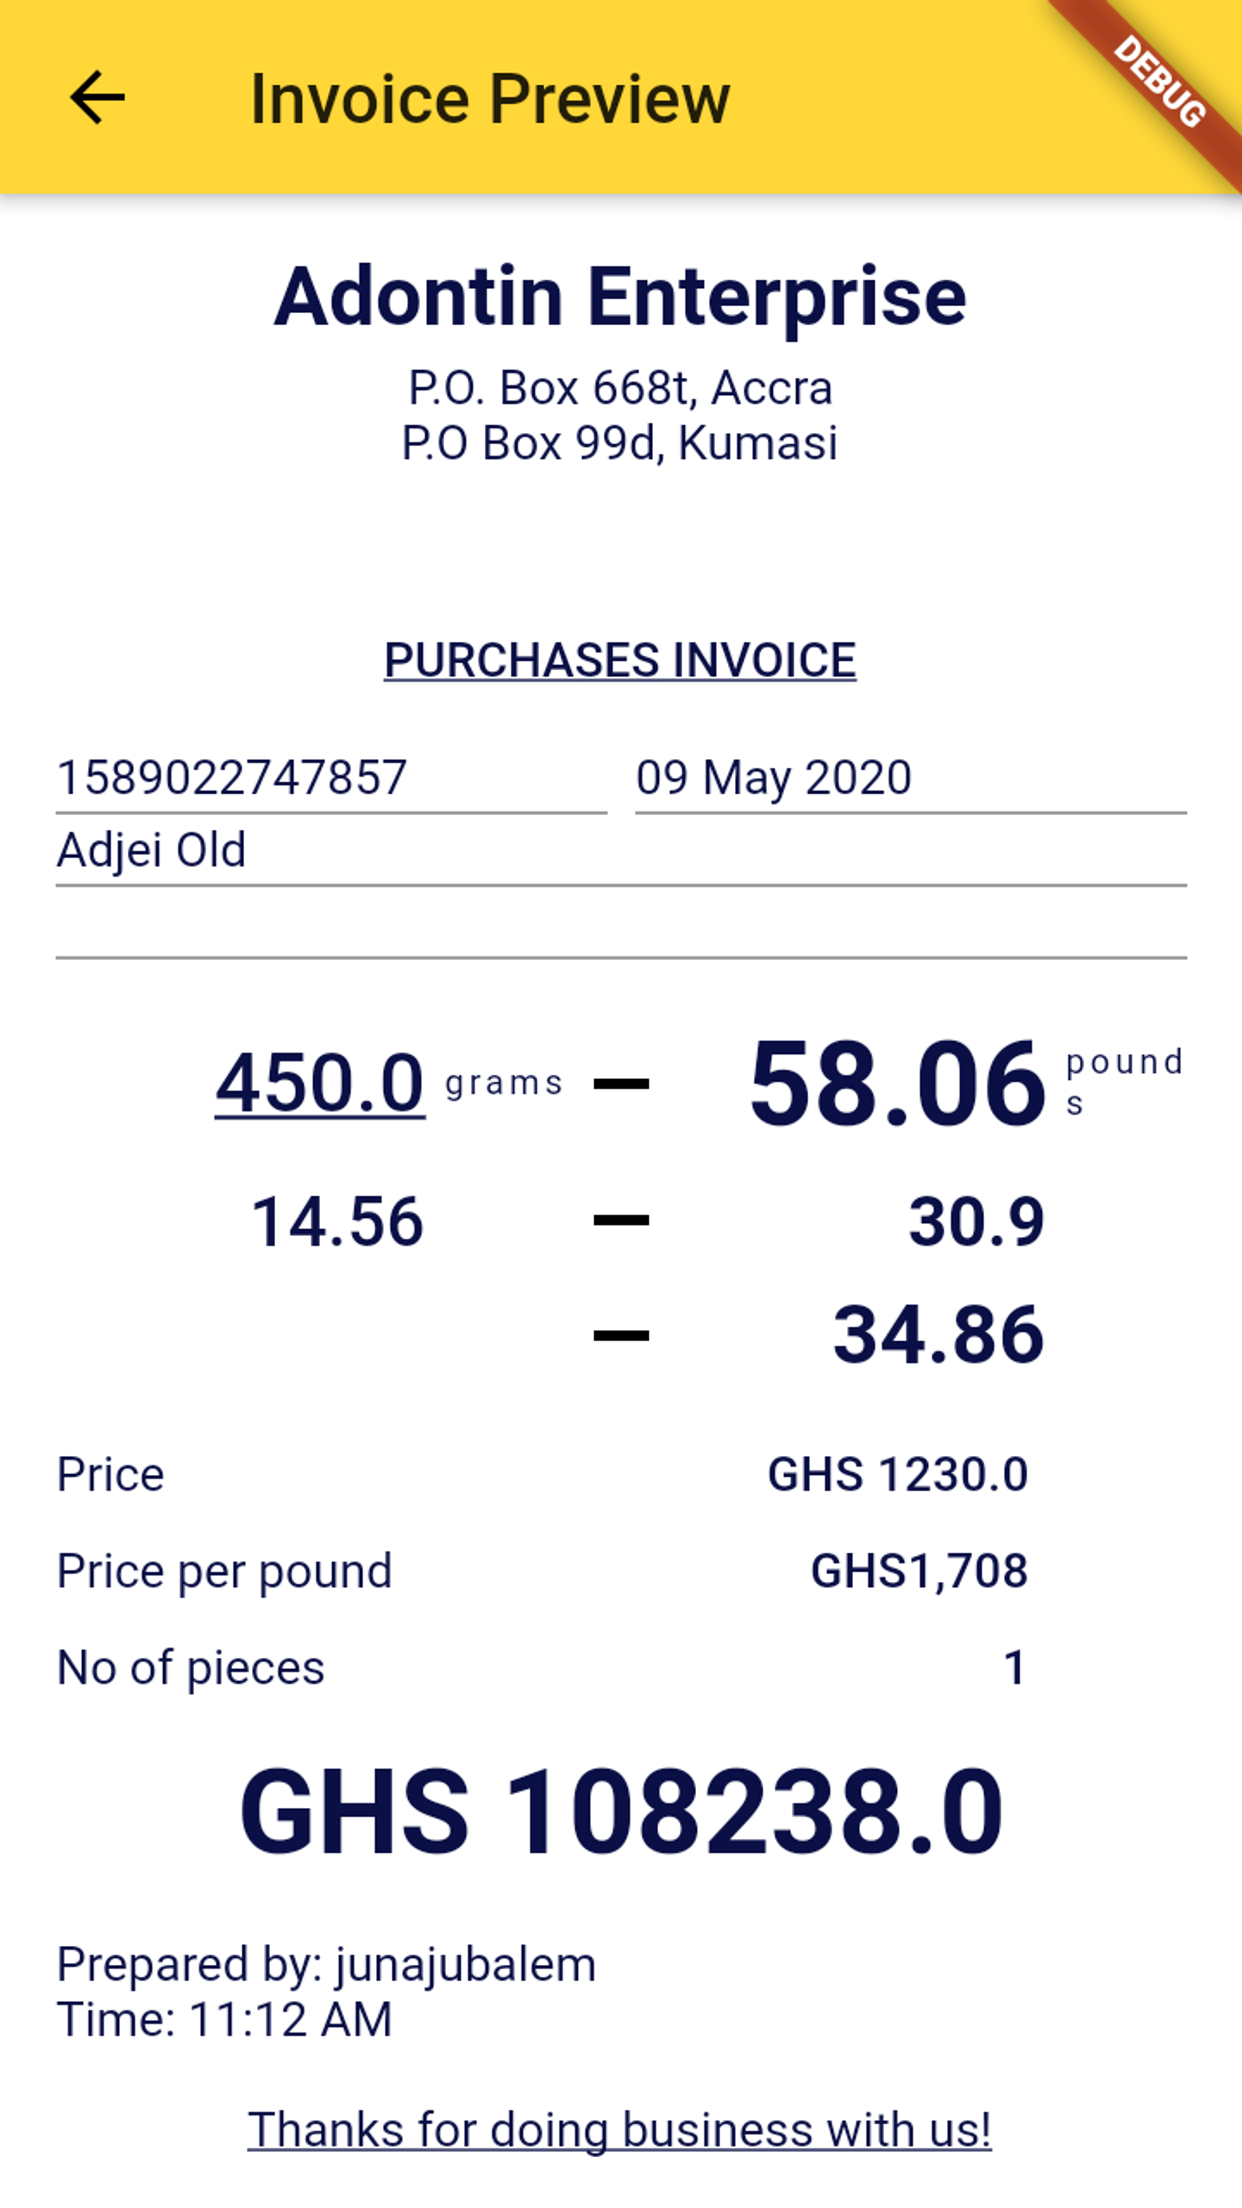 Invoice Preview
DEBUG
Adontin Enterprise
P.O. Box 668t, Accra
P.O Box 99d, Kumasi
PURCHASES INVOICE
1589022747857 09 May 2020
Adjei Old
450.0 grams – 58.06 pound
s
14.56 – 30.9
– 34.86
Price GHS 1230.0
Price per pound GHS1,708
No of pieces 1
GHS 108238.0
Prepared by: junajubalem
Time: 11:12 AM
Thanks for doing business with us!